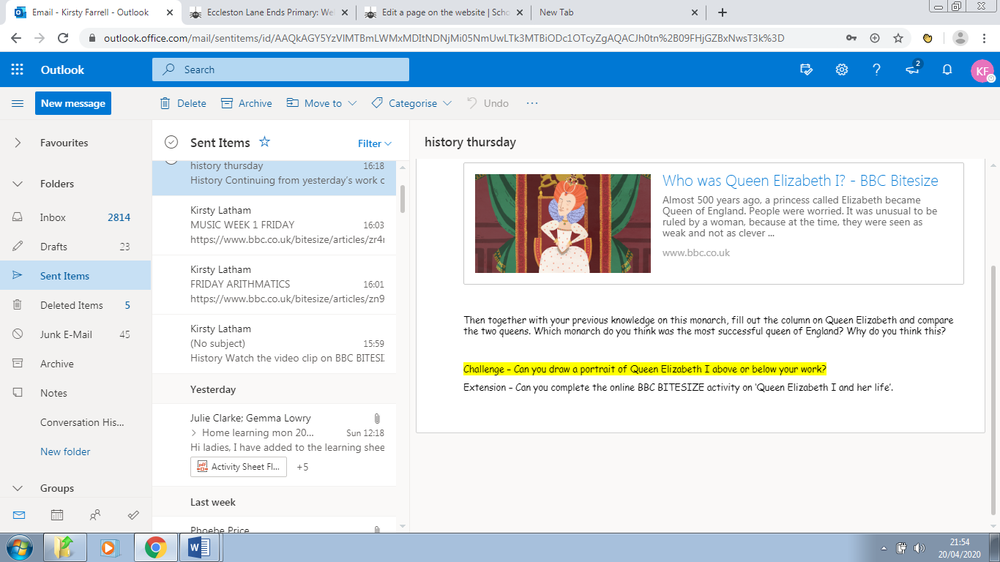 Email - Kirsty Farrell - Outlook
Eccleston Lane Ends Primary: Wel
Edit a page on the website | Scho
New Tab
outlook.office.com/mail/sentitems/id/AAQkAGY5YzVlMTBmLWMxMDItNDNjMi05NmUwLTk3MTBiODc1OTcyZgAQACJh0tn%2B09FHjGZBxNwsT3k%3D
Outlook
Search
2
KF
New message
Delete
Archive
Move to
Categorise
Undo
Favourites
Folders
Inbox 2814
Drafts 23
Sent Items
Deleted Items 5
Junk E-Mail 45
Archive
Notes
Conversation His...
New folder
Groups
Sent Items
Filter
history thursday 16:18
History Continuing from yesterday's work c
Kirsty Latham
MUSIC WEEK 1 FRIDAY 16:03
https://www.bbc.co.uk/bitesize/articles/zr4r
Kirsty Latham
FRIDAY ARITHMATICS 16:01
https://www.bbc.co.uk/bitesize/articles/zn9
Kirsty Latham
(No subject) 15:59
History Watch the video clip on BBC BITESIZ
Yesterday
Julie Clarke; Gemma Lowry
Home learning mon 20... Sun 12:18
Hi ladies, I have added to the learning shee
pdf Activity Sheet Fl... +5
Last week
Phoebe Price
history thursday
Who was Queen Elizabeth I? - BBC Bitesize
Almost 500 years ago, a princess called Elizabeth became
Queen of England. People were worried. It was unusual to be
ruled by a woman, because at the time, they were seen as
weak and not as clever ...
www.bbc.co.uk
Then together with your previous knowledge on this monarch, fill out the column on Queen Elizabeth and compare
the two queens. Which monarch do you think was the most successful queen of England? Why do you think this?
Challenge – Can you draw a portrait of Queen Elizabeth I above or below your work?
Extension – Can you complete the online BBC BITESIZE activity on 'Queen Elizabeth I and her life'.
21:54
20/04/2020